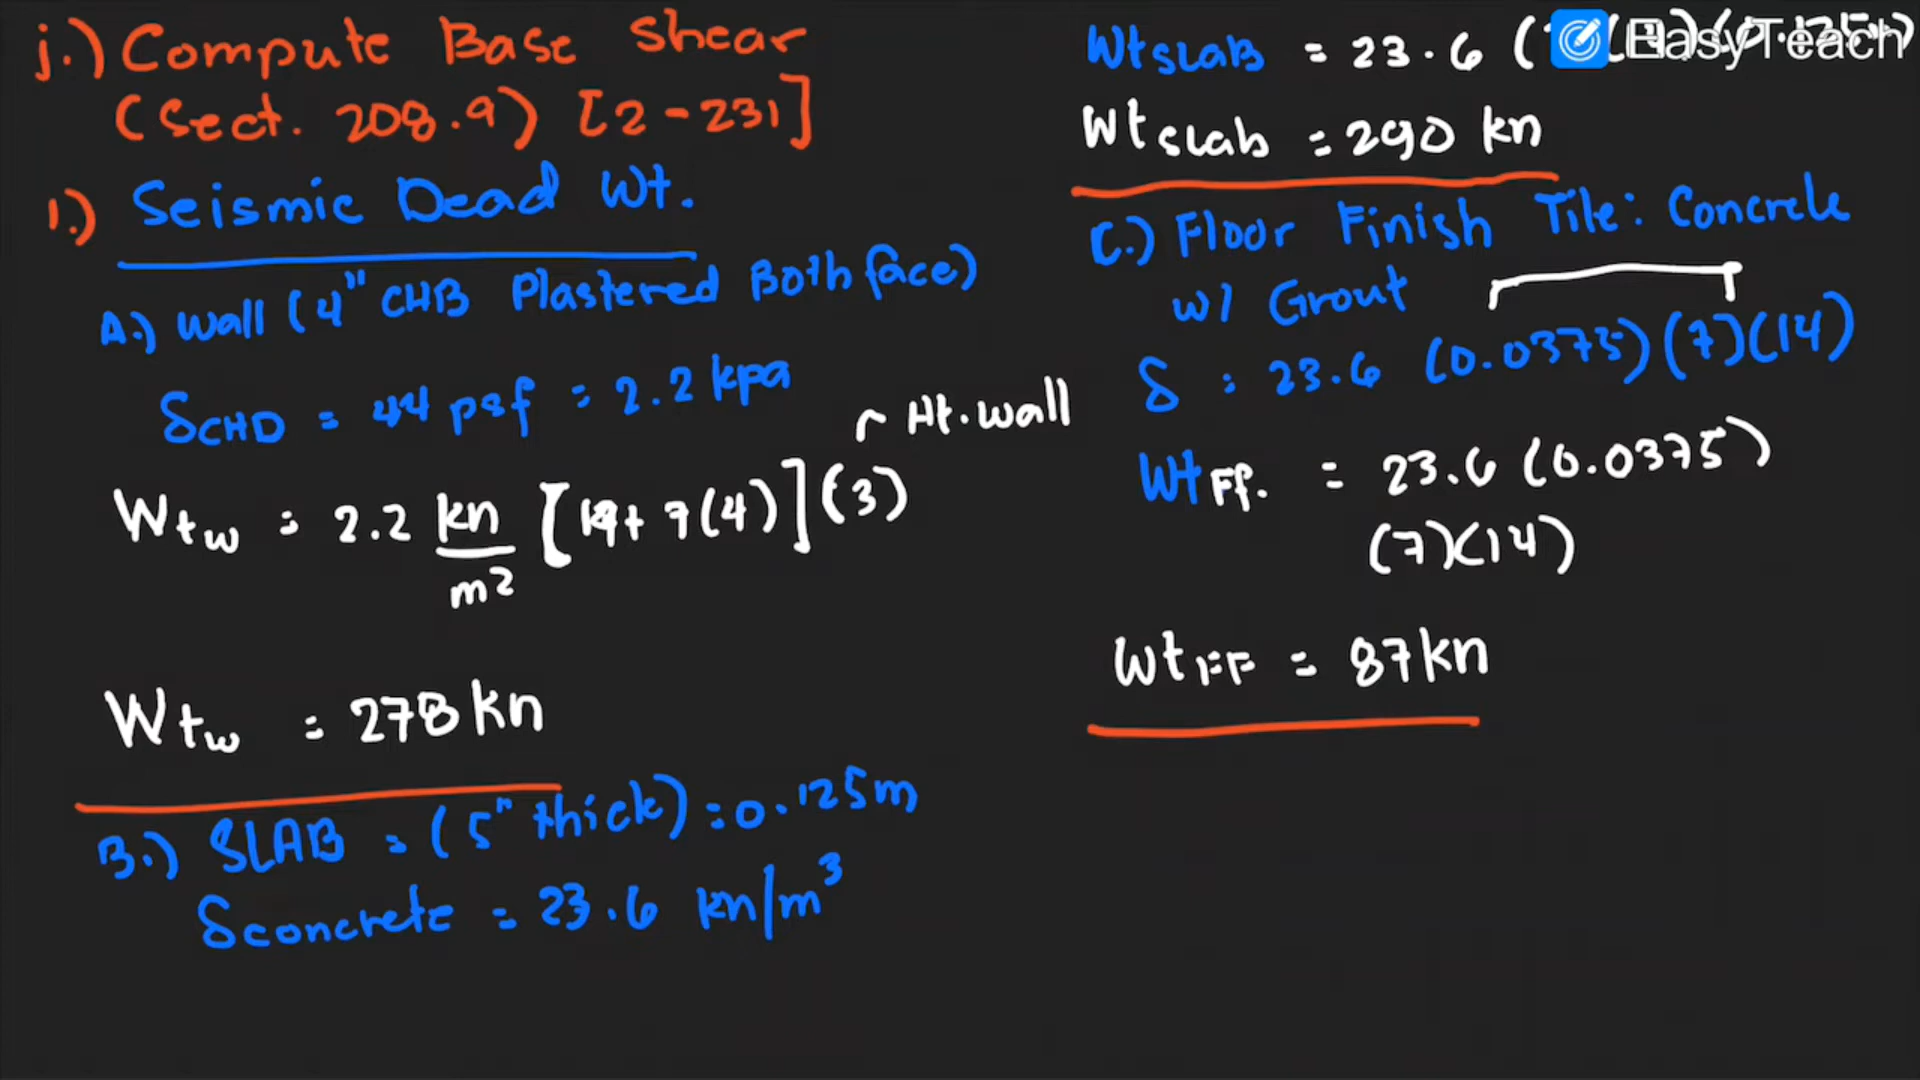 j.) Compute Base Shear
(Sect. 208.9) [2-231]
1.) Seismic Dead Wt.
A.) Wall (4" CHB Plastered Both face)
δCHD = 44 psf = 2.2 kpa
Ht. wall
Wtw = 2.2 kn/m² [14+ 7(4)](3)
Wtw = 278 kn
B.) SLAB = (5" thick) = 0.125m
δconcrete = 23.6 kn/m³
WtSLAB = 23.6 (
EasyTeach
Wtslab = 290 kn
C.) Floor Finish Tile: Concrete
w/ Grout
δ = 23.6 (0.0375)(7)(14)
WtFf. = 23.6 (0.0375)
(7)(14)
WtFF = 87 kn